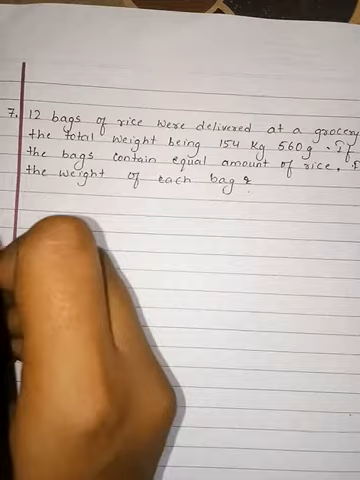 7. 12 bags of rice were delivered at a grocery
the total weight being 154 kg 560g. If
the bags contain equal amount of rice.
the weight of each bag?